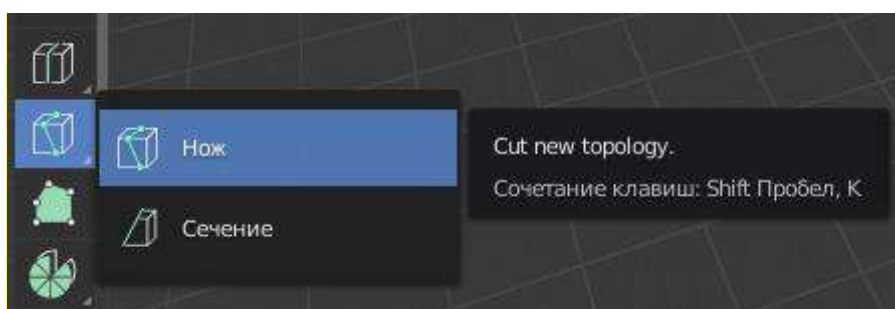 Нож
Cut new topology.
Сочетание клавиш: Shift Пробел, K
Сечение